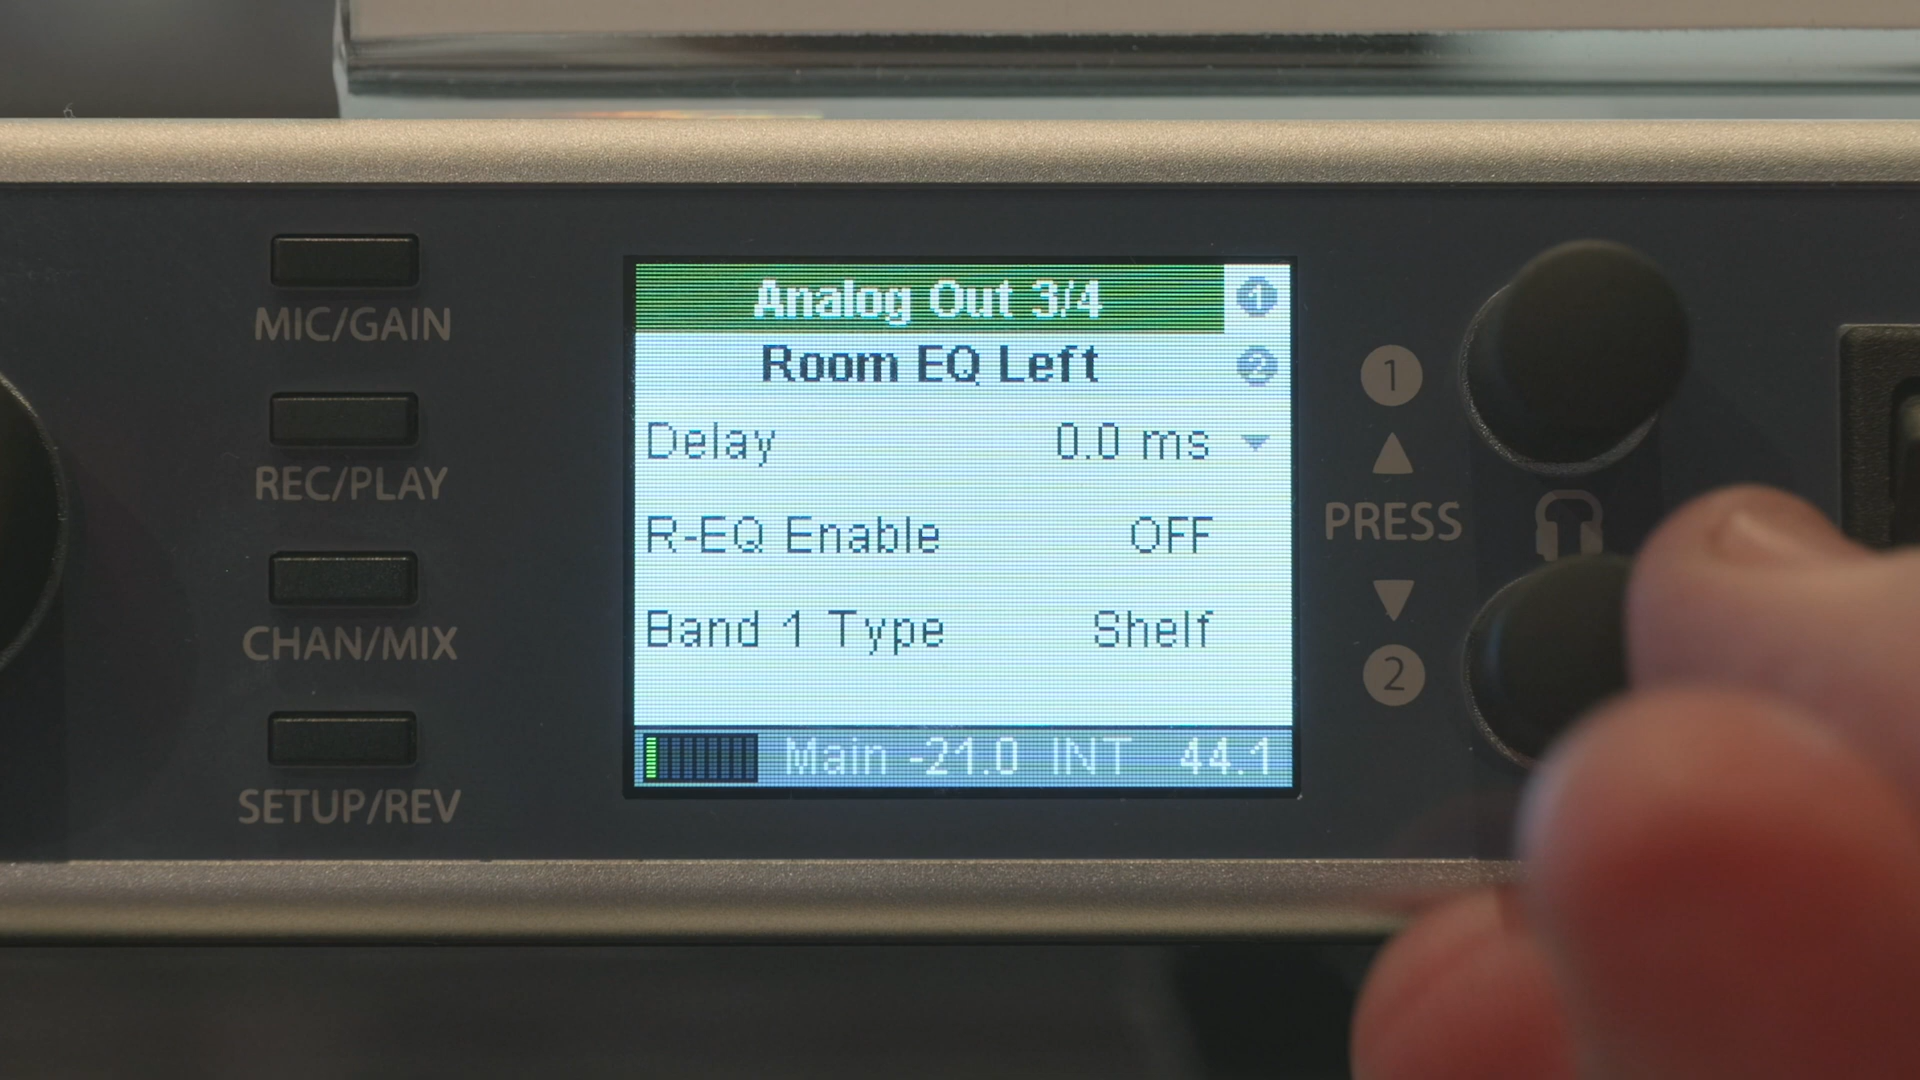 MIC/GAIN
REC/PLAY
CHAN/MIX
SETUP/REV
Analog Out 3/4 1
Room EQ Left 2
Delay 0.0 ms
R-EQ Enable OFF
Band 1 Type Shelf
Main -21.0 INT 44.1
1
PRESS
2